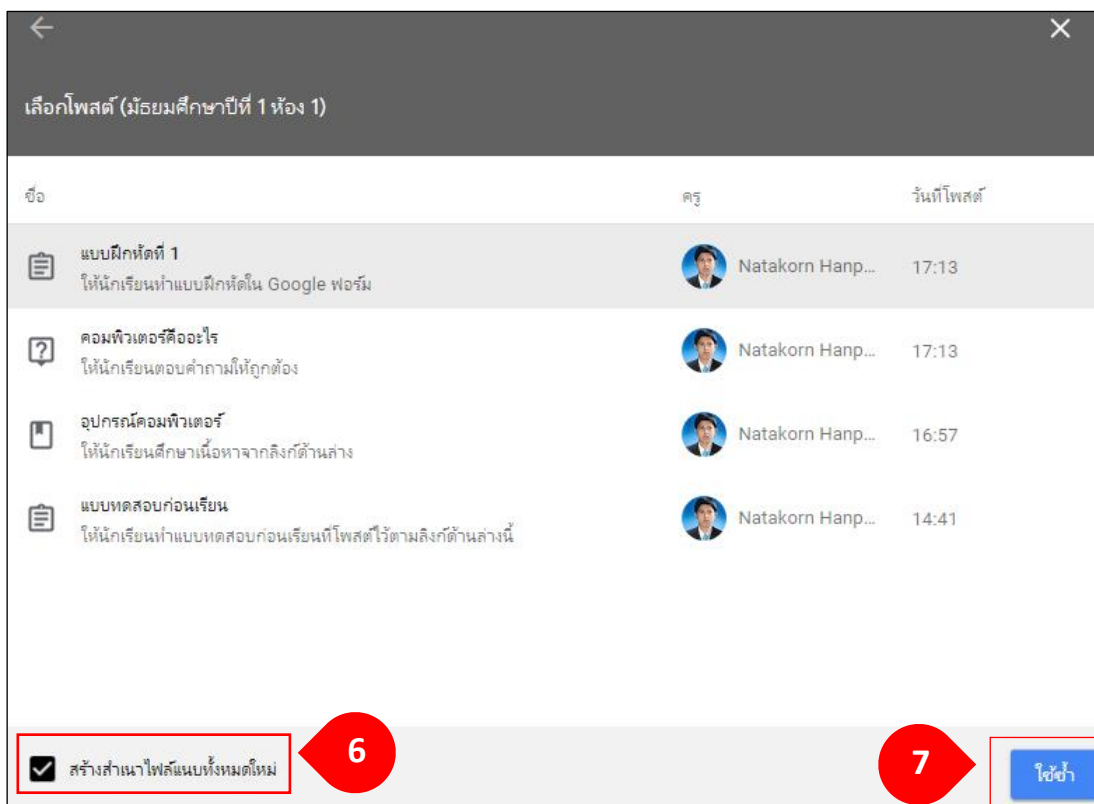 เลือกโพสต์ (มัธยมศึกษาปีที่ 1 ห้อง 1)
ชื่อ ครู วันที่โพสต์
แบบฝึกหัดที่ 1
ให้นักเรียนทำแบบฝึกหัดใน Google ฟอร์ม
Natakorn Hanp... 17:13
คอมพิวเตอร์คืออะไร
ให้นักเรียนตอบคำถามให้ถูกต้อง
Natakorn Hanp... 17:13
อุปกรณ์คอมพิวเตอร์
ให้นักเรียนศึกษาเนื้อหาจากลิงก์ด้านล่าง
Natakorn Hanp... 16:57
แบบทดสอบก่อนเรียน
ให้นักเรียนทำแบบทดสอบก่อนเรียนที่โพสต์ไว้ตามลิงก์ด้านล่างนี้
Natakorn Hanp... 14:41
สร้างสำเนาไฟล์แนบทั้งหมดใหม่ 6
7 ใช้ซ้ำ